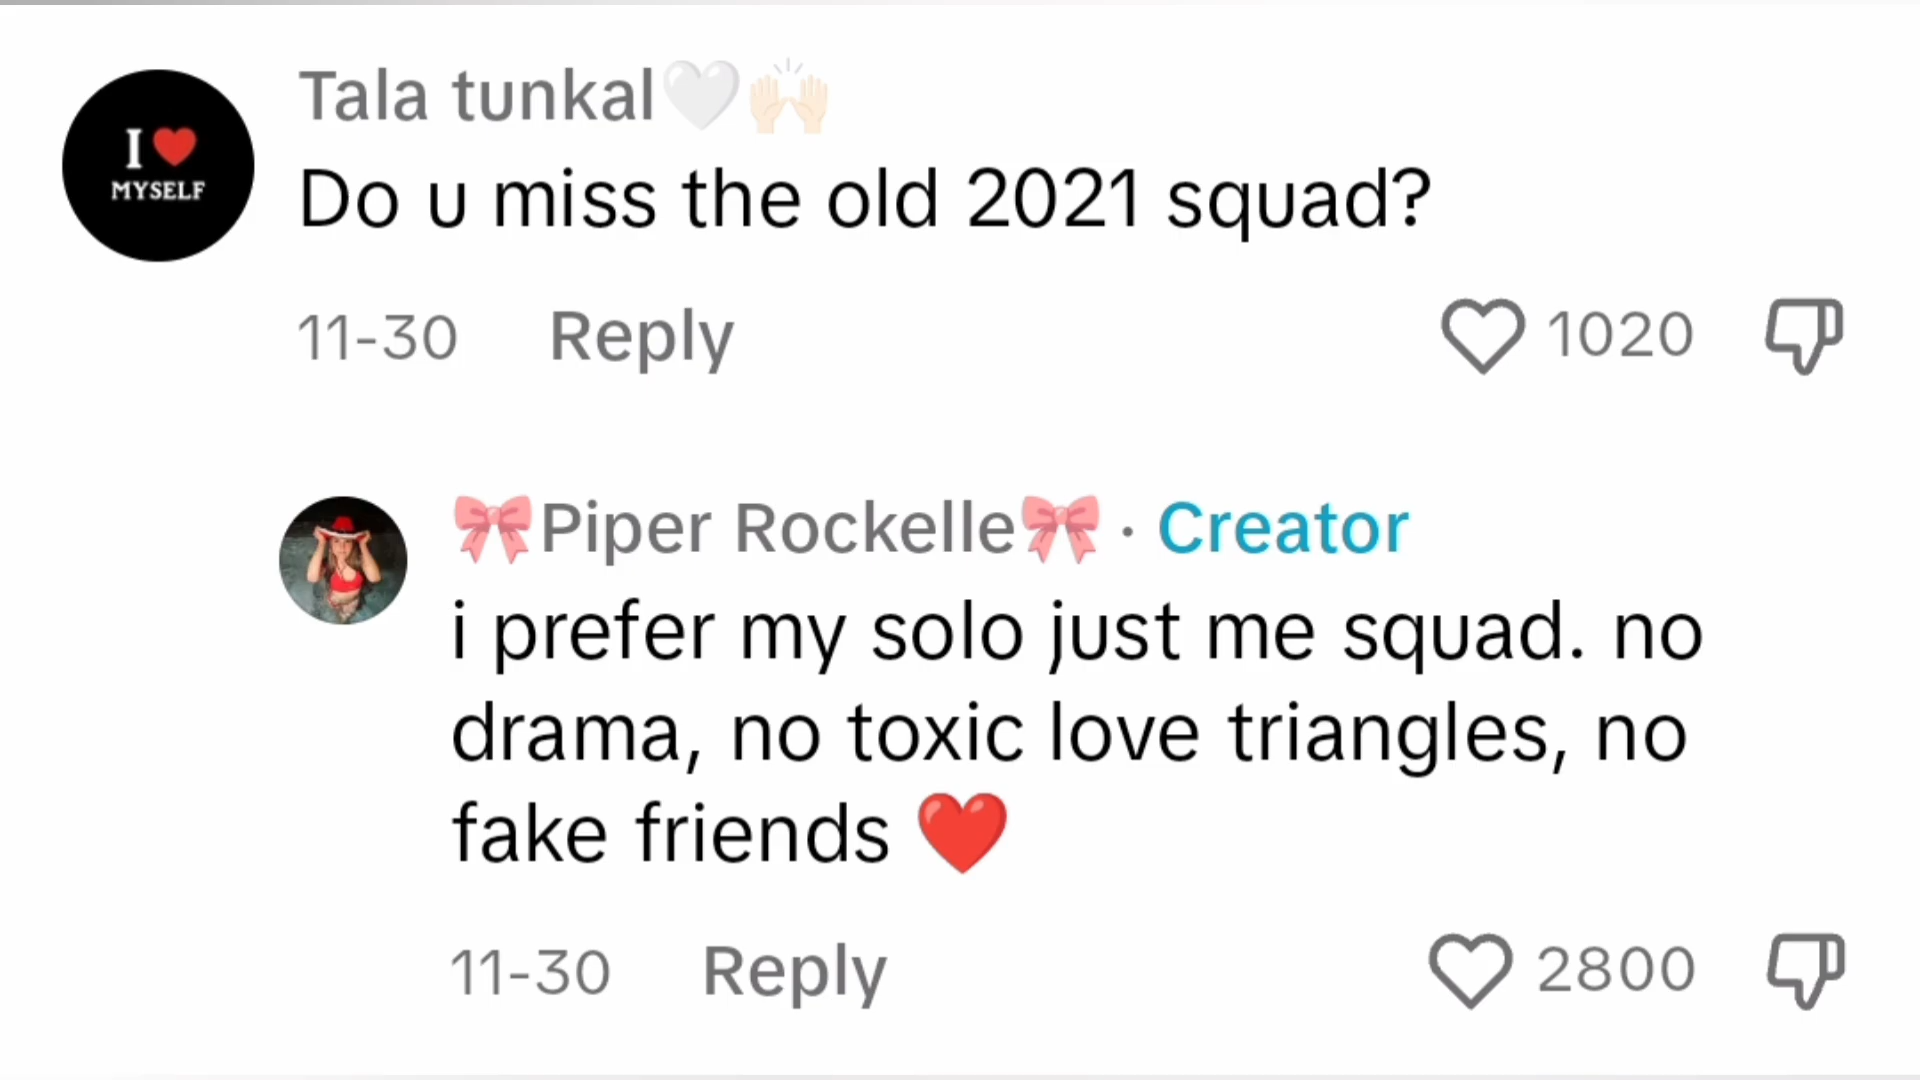 I ❤️
MYSELF
Tala tunkal🤍🙌🏻
Do u miss the old 2021 squad?
11-30 Reply 1020
🎀Piper Rockelle🎀 · Creator
i prefer my solo just me squad. no
drama, no toxic love triangles, no
fake friends ❤️
11-30 Reply 2800